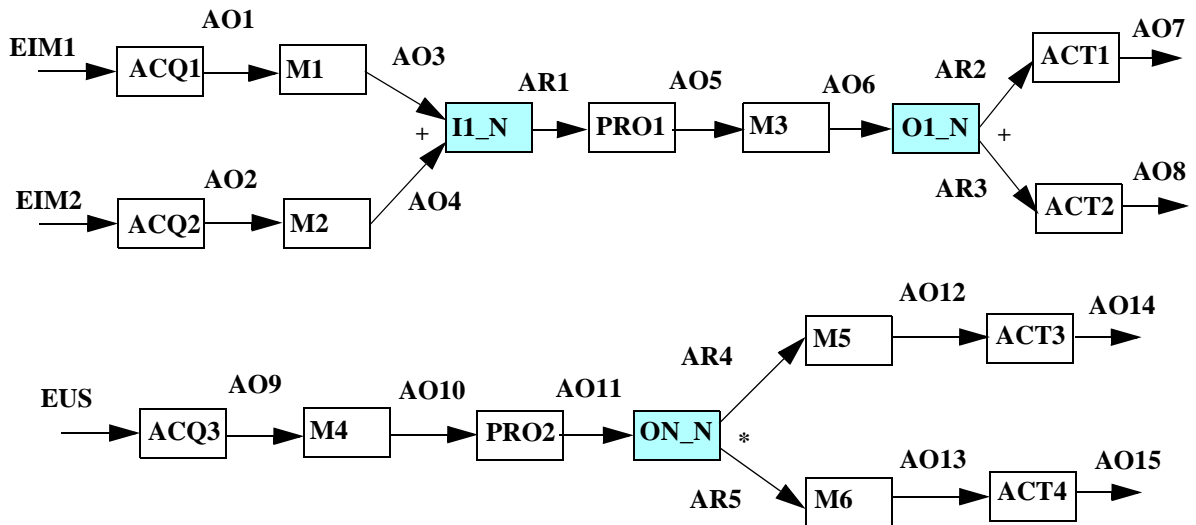 AO1
AO7
EIM1
ACQ1
M1
AO3
AR1
AO5
AO6
AR2
ACT1
+
I1_N
PRO1
M3
O1_N
+
EIM2
AO2
ACQ2
M2
AO4
AR3
AO8
ACT2
AO12
AO14
M5
ACT3
AR4
EUS
AO9
AO10
AO11
ACQ3
M4
PRO2
ON_N
*
AR5
AO13
AO15
M6
ACT4